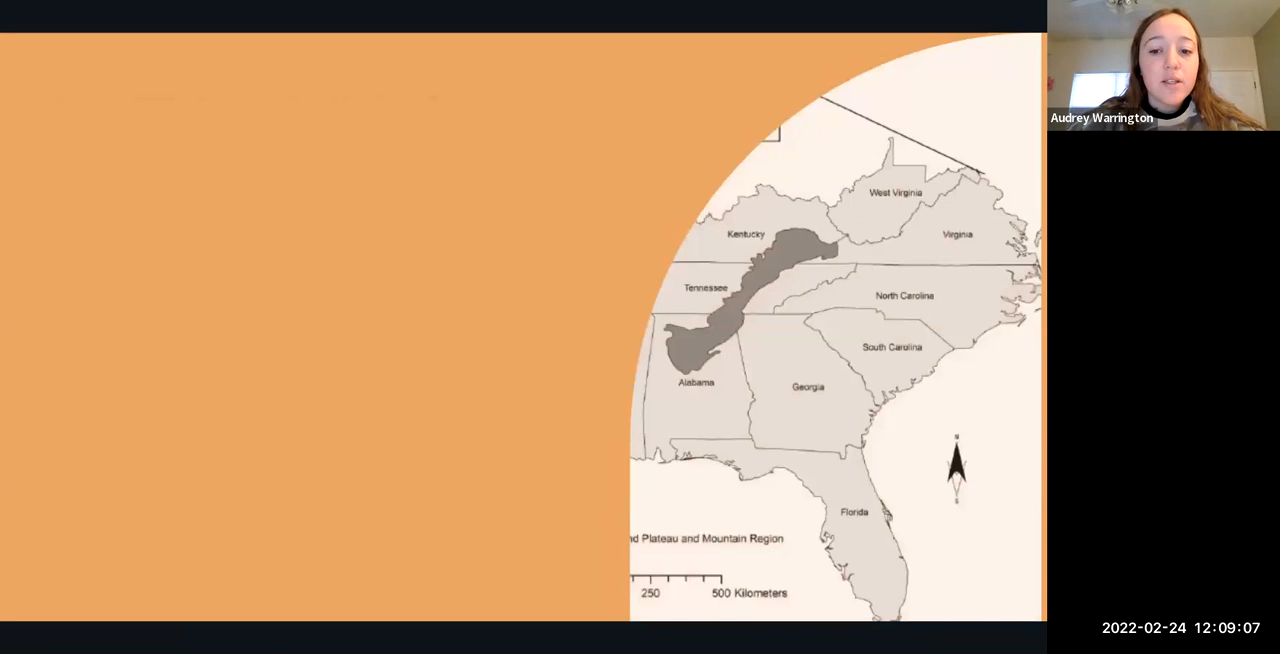 Audrey Warrington
West Virginia
Kentucky
Virginia
Tennessee
North Carolina
South Carolina
Alabama
Georgia
N
S
Florida
nd Plateau and Mountain Region
250
500 Kilometers
2022-02-24 12:09:07